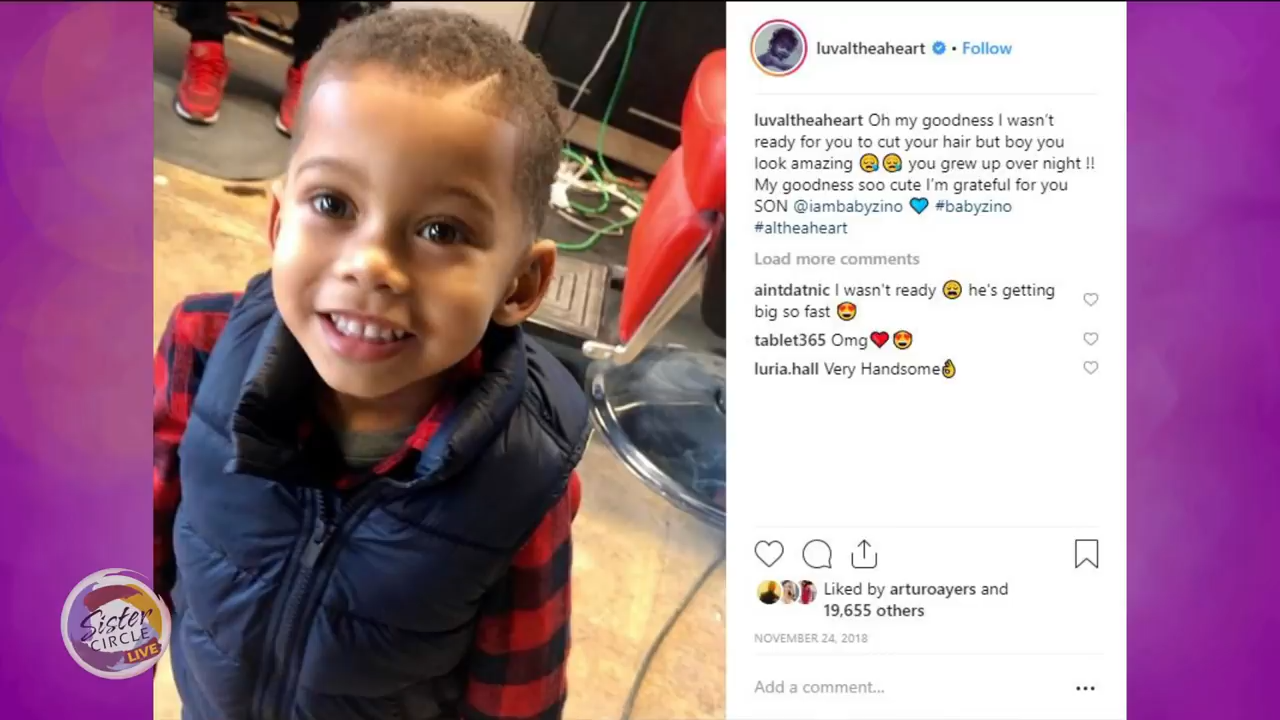 luvaltheaheart • Follow
luvaltheaheart Oh my goodness I wasn't
ready for you to cut your hair but boy you
look amazing 😢😢 you grew up over night !!
My goodness soo cute I'm grateful for you
SON @iambabyzino 💙 #babyzino
#altheaheart
Load more comments
aintdatnic I wasn't ready 😩 he's getting
big so fast 😍
tablet365 Omg❤️😍
luria.hall Very Handsome👌
Liked by arturoayers and
19,655 others
NOVEMBER 24, 2018
Add a comment...
Sister
CIRCLE
LIVE